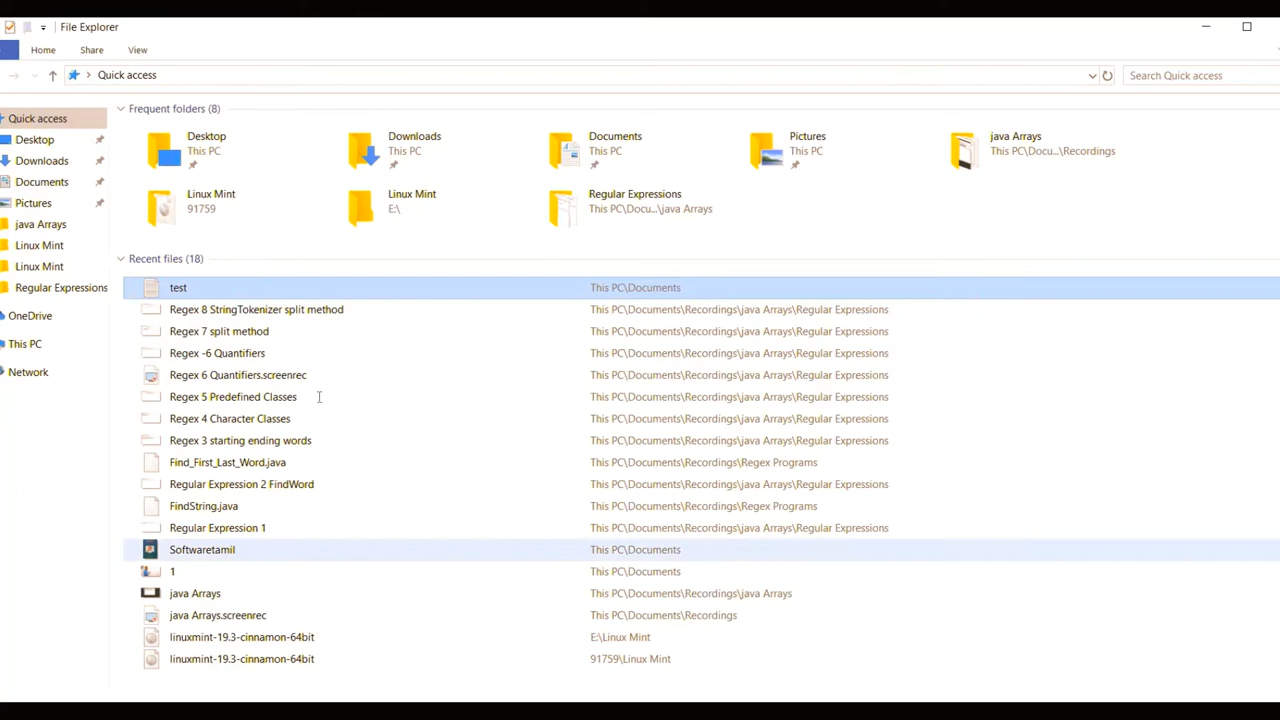 File Explorer
Home Share View
Quick access Search Quick access
Quick access
Desktop
Downloads
Documents
Pictures
java Arrays
Linux Mint
Linux Mint
Regular Expressions
OneDrive
This PC
Network
Frequent folders (8)
Desktop
This PC
Downloads
This PC
Documents
This PC
Pictures
This PC
java Arrays
This PC\Docu...\Recordings
Linux Mint
91759
Linux Mint
E:\
Regular Expressions
This PC\Docu...\java Arrays
Recent files (18)
test This PC\Documents
Regex 8 StringTokenizer split method This PC\Documents\Recordings\java Arrays\Regular Expressions
Regex 7 split method This PC\Documents\Recordings\java Arrays\Regular Expressions
Regex -6 Quantifiers This PC\Documents\Recordings\java Arrays\Regular Expressions
Regex 6 Quantifiers.screenrec This PC\Documents\Recordings\java Arrays\Regular Expressions
Regex 5 Predefined Classes This PC\Documents\Recordings\java Arrays\Regular Expressions
Regex 4 Character Classes This PC\Documents\Recordings\java Arrays\Regular Expressions
Regex 3 starting ending words This PC\Documents\Recordings\java Arrays\Regular Expressions
Find_First_Last_Word.java This PC\Documents\Recordings\Regex Programs
Regular Expression 2 FindWord This PC\Documents\Recordings\java Arrays\Regular Expressions
FindString.java This PC\Documents\Recordings\Regex Programs
Regular Expression 1 This PC\Documents\Recordings\java Arrays\Regular Expressions
Softwaretamil This PC\Documents
1 This PC\Documents
java Arrays This PC\Documents\Recordings\java Arrays
java Arrays.screenrec This PC\Documents\Recordings
linuxmint-19.3-cinnamon-64bit E:\Linux Mint
linuxmint-19.3-cinnamon-64bit 91759\Linux Mint